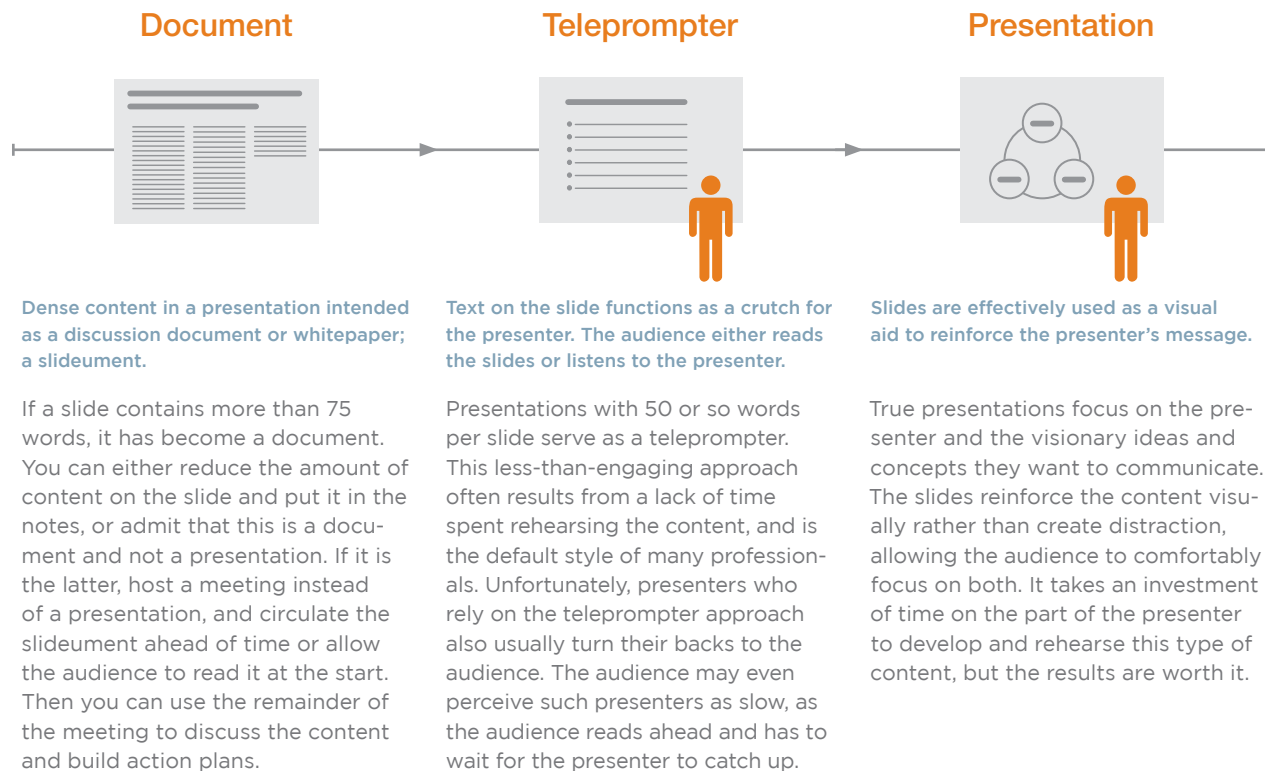 Document
Teleprompter
Presentation
Dense content in a presentation intended
as a discussion document or whitepaper;
a slideument.
If a slide contains more than 75
words, it has become a document.
You can either reduce the amount of
content on the slide and put it in the
notes, or admit that this is a docu-
ment and not a presentation. If it is
the latter, host a meeting instead
of a presentation, and circulate the
slideument ahead of time or allow
the audience to read it at the start.
Then you can use the remainder of
the meeting to discuss the content
and build action plans.
Text on the slide functions as a crutch for
the presenter. The audience either reads
the slides or listens to the presenter.
Presentations with 50 or so words
per slide serve as a teleprompter.
This less-than-engaging approach
often results from a lack of time
spent rehearsing the content, and is
the default style of many profession-
als. Unfortunately, presenters who
rely on the teleprompter approach
also usually turn their backs to the
audience. The audience may even
perceive such presenters as slow, as
the audience reads ahead and has to
wait for the presenter to catch up.
Slides are effectively used as a visual
aid to reinforce the presenter’s message.
True presentations focus on the pre-
senter and the visionary ideas and
concepts they want to communicate.
The slides reinforce the content visu-
ally rather than create distraction,
allowing the audience to comfortably
focus on both. It takes an investment
of time on the part of the presenter
to develop and rehearse this type of
content, but the results are worth it.